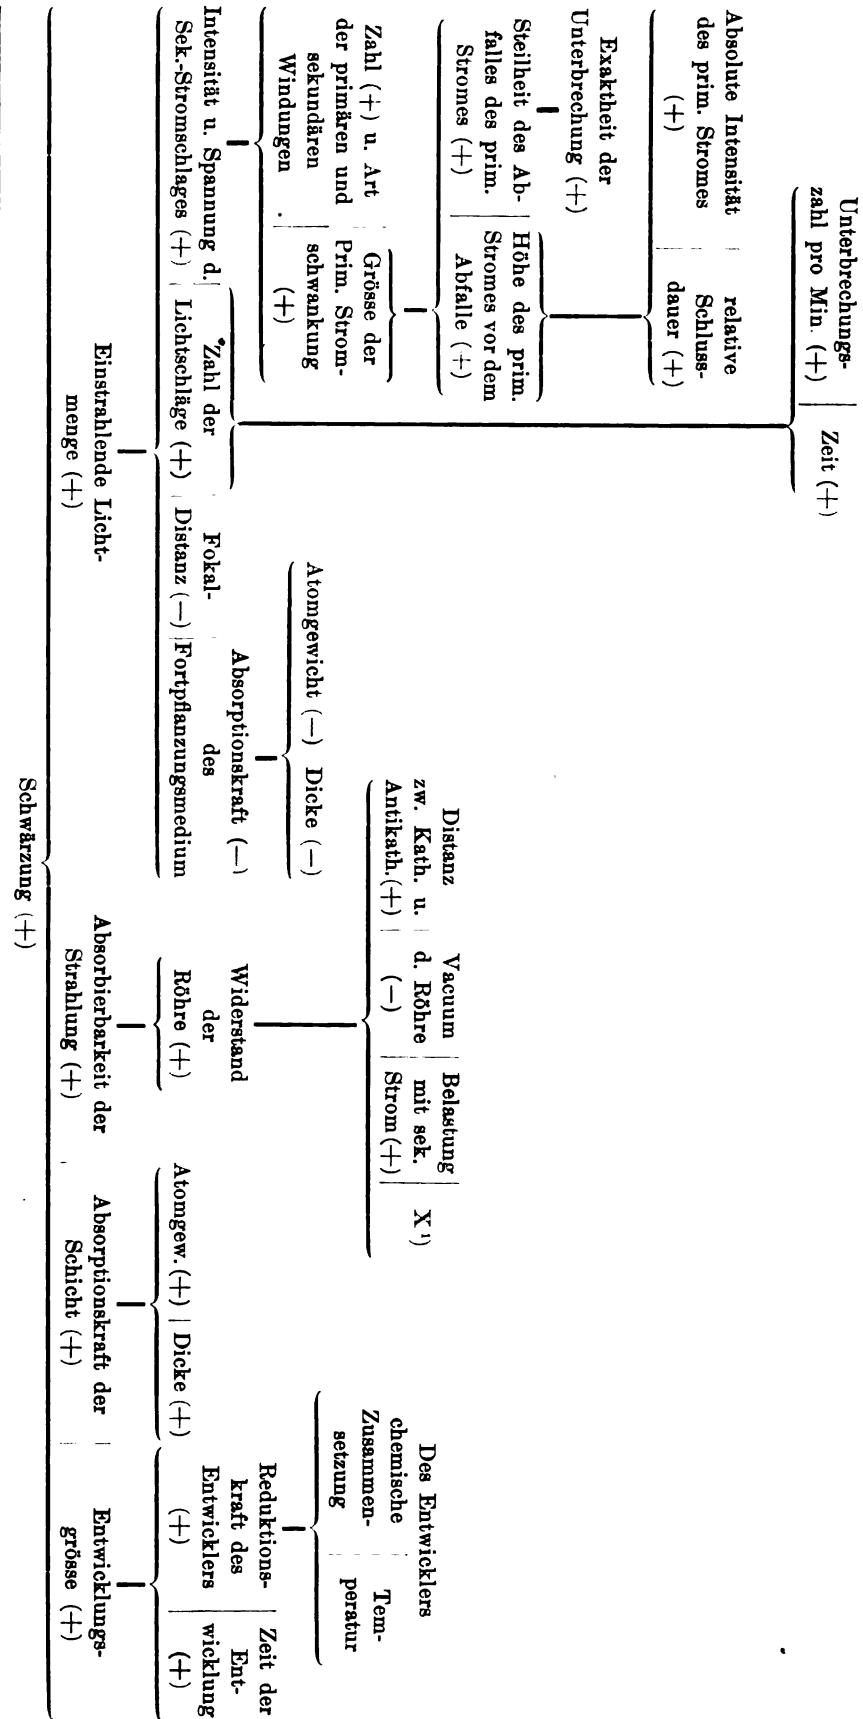 Unterbrechungs-
zahl pro Min. (+) | Zeit (+)
Absolute Intensität
des prim. Stromes
(+)
relative
Schluss-
dauer (+)
Exaktheit der
Unterbrechung (+)
Steilheit des Ab-
falles des prim.
Stromes (+)
Höhe des prim.
Stromes vor dem
Abfalle (+)
Zahl (+) u. Art
der primären und
sekundären
Windungen
Grösse der
Prim. Strom-
schwankung
(+)
Intensität u. Spannung d.
Sek.-Stromschlages (+)
Zahl der
Lichtschläge (+)
Fokal-
Distanz (—)
Atomgewicht (—) Dicke (—)
Absorptionskraft (—)
des
Fortpflanzungsmedium
Einstrahlende Licht-
menge (+)
Distanz
zw. Kath. u.
Antikath. (+)
Vacuum
d. Röhre
(—)
Belastung
mit sek.
Strom (+)
X ¹)
Widerstand
der
Röhre (+)
Absorbierbarkeit der
Strahlung (+)
Atomgew. (+) | Dicke (+)
Absorptionskraft der
Schicht (+)
Des Entwicklers
chemische
Zusammen-
setzung
Tem-
peratur
Reduktions-
kraft des
Entwicklers
(+)
Zeit der
Ent-
wicklung
(+)
Entwicklungs-
grösse (+)
Schwärzung (+)